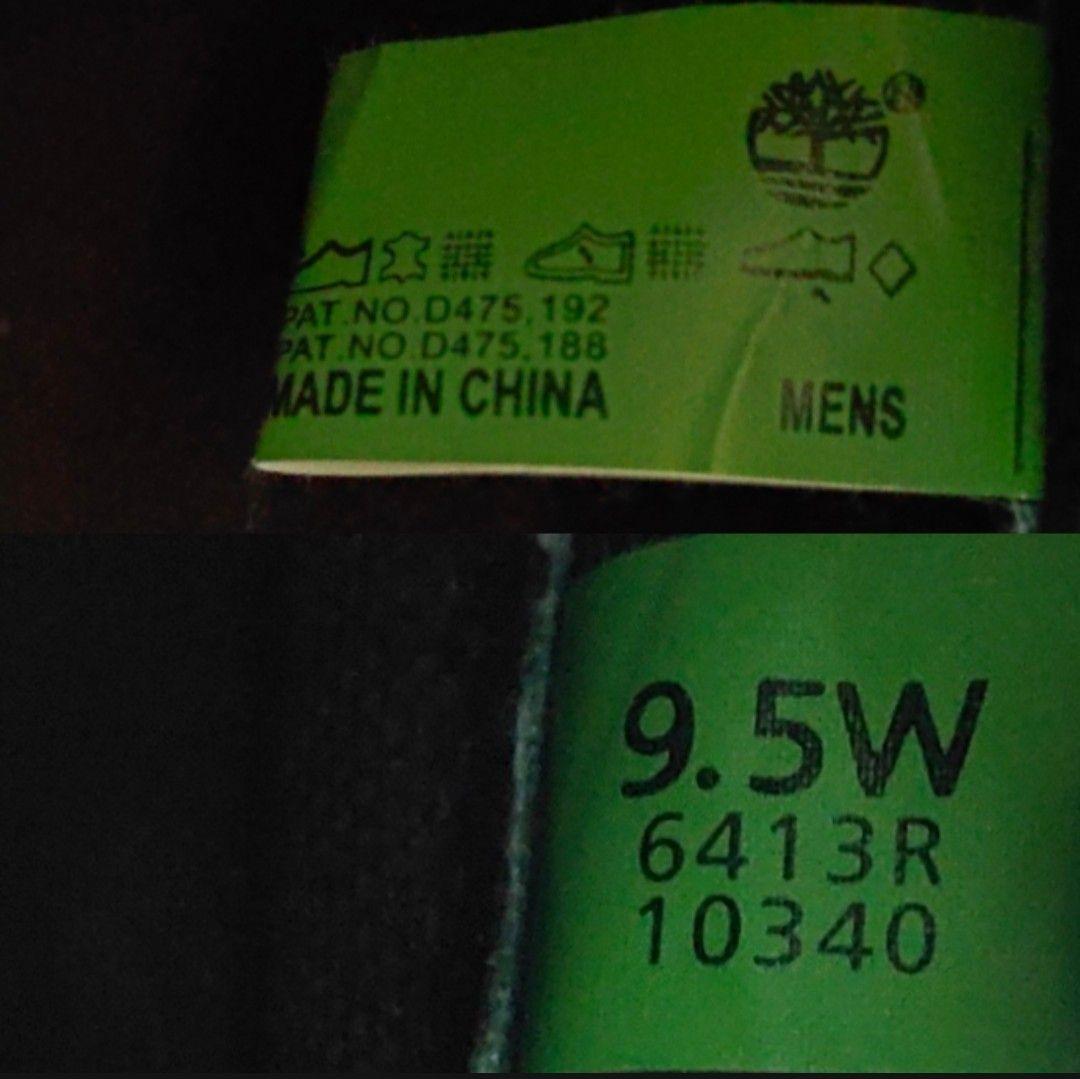 ®
PAT.NO.D475,192
PAT.NO.D475,188
MADE IN CHINA
MENS
9.5W
6413R
10340